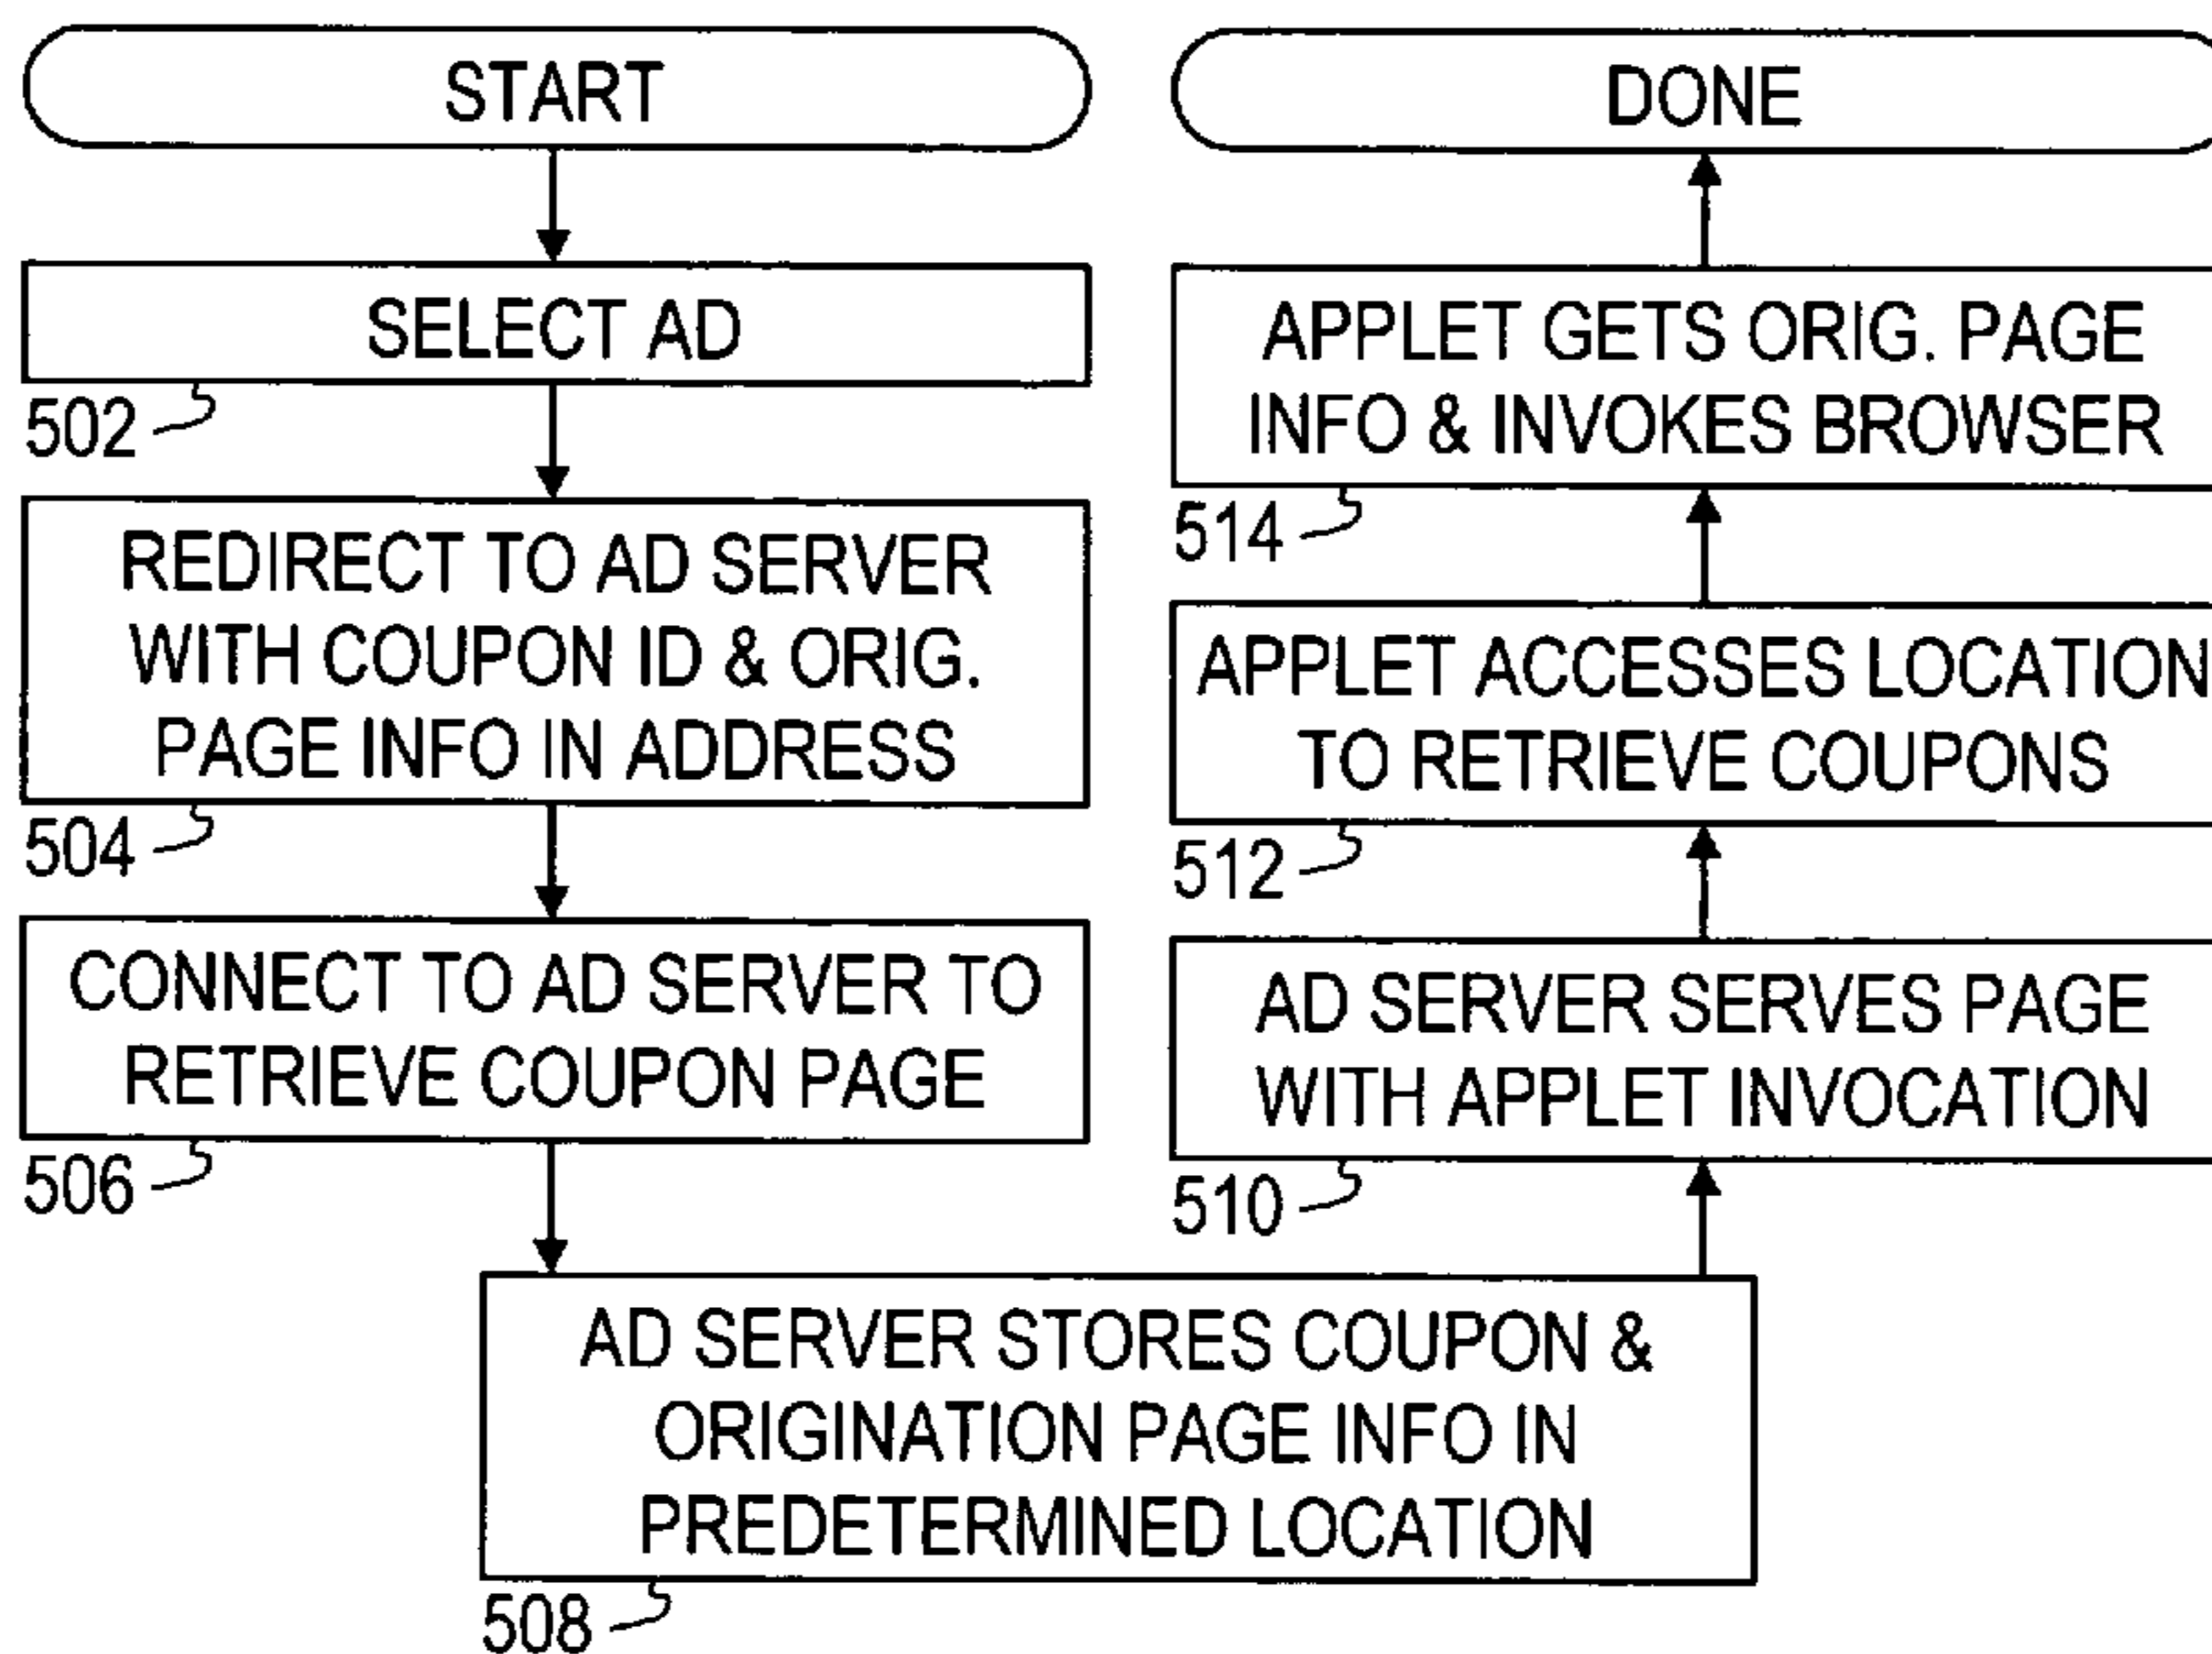 START
SELECT AD
502
REDIRECT TO AD SERVER
WITH COUPON ID & ORIG.
PAGE INFO IN ADDRESS
504
CONNECT TO AD SERVER TO
RETRIEVE COUPON PAGE
506
AD SERVER STORES COUPON &
ORIGINATION PAGE INFO IN
PREDETERMINED LOCATION
508
AD SERVER SERVES PAGE
WITH APPLET INVOCATION
510
APPLET ACCESSES LOCATION
TO RETRIEVE COUPONS
512
APPLET GETS ORIG. PAGE
INFO & INVOKES BROWSER
514
DONE